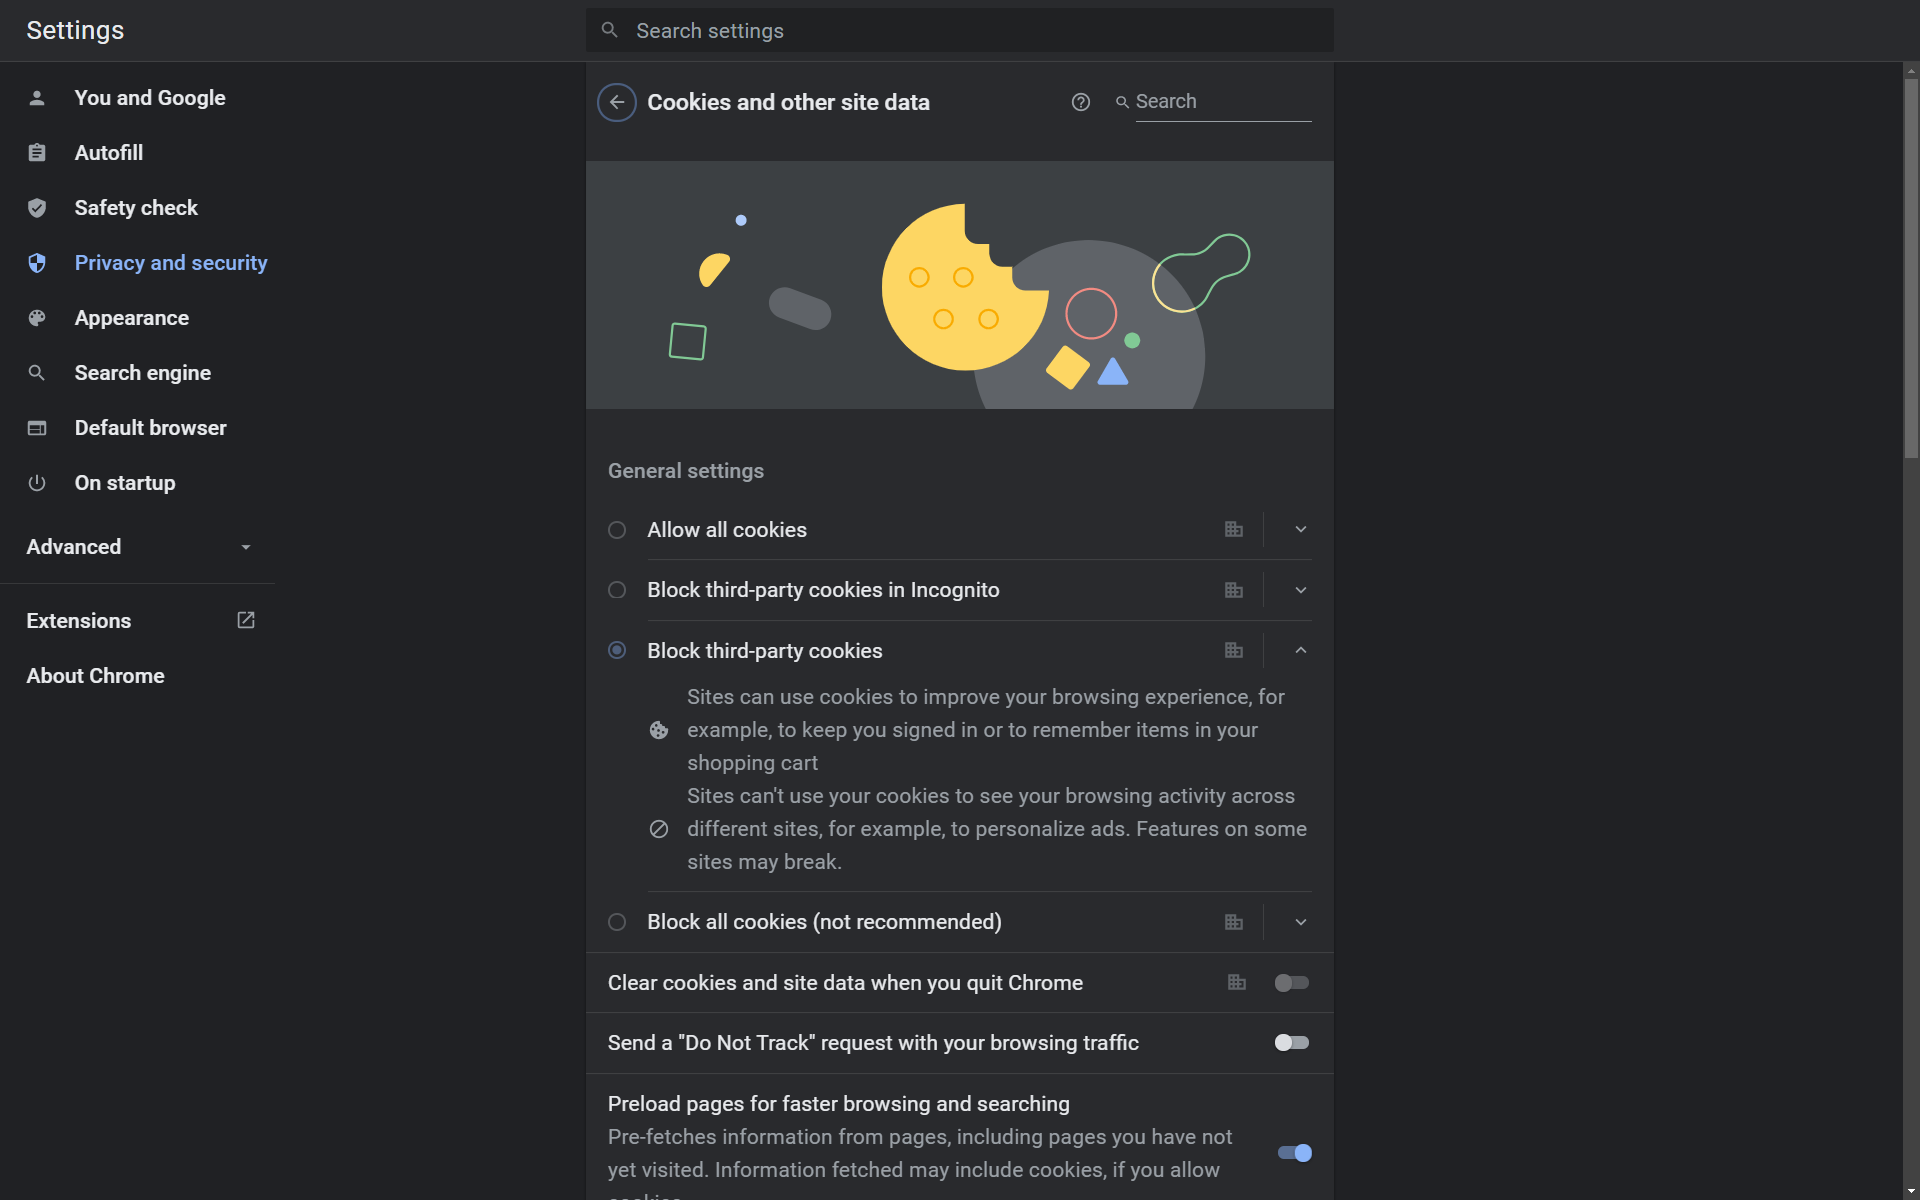 Settings
Search settings
You and Google
Autofill
Safety check
Privacy and security
Appearance
Search engine
Default browser
On startup
Advanced
Extensions
About Chrome
Cookies and other site data
Search
General settings
Allow all cookies
Block third-party cookies in Incognito
Block third-party cookies
Sites can use cookies to improve your browsing experience, for
example, to keep you signed in or to remember items in your
shopping cart
Sites can't use your cookies to see your browsing activity across
different sites, for example, to personalize ads. Features on some
sites may break.
Block all cookies (not recommended)
Clear cookies and site data when you quit Chrome
Send a "Do Not Track" request with your browsing traffic
Preload pages for faster browsing and searching
Pre-fetches information from pages, including pages you have not
yet visited. Information fetched may include cookies, if you allow